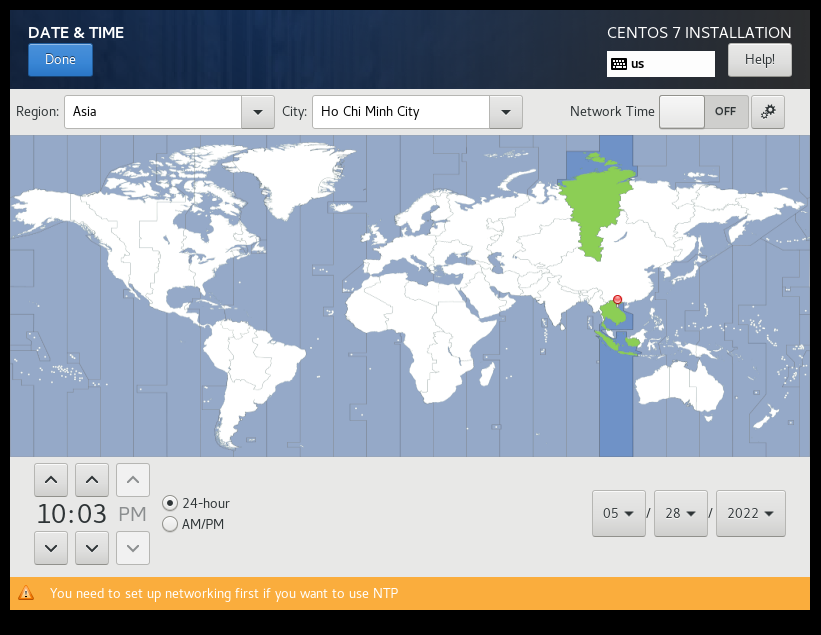 DATE & TIME
CENTOS 7 INSTALLATION
Done
us
Help!
Region: Asia City: Ho Chi Minh City Network Time OFF
10:03 PM
24-hour
AM/PM
05 / 28 / 2022
You need to set up networking first if you want to use NTP